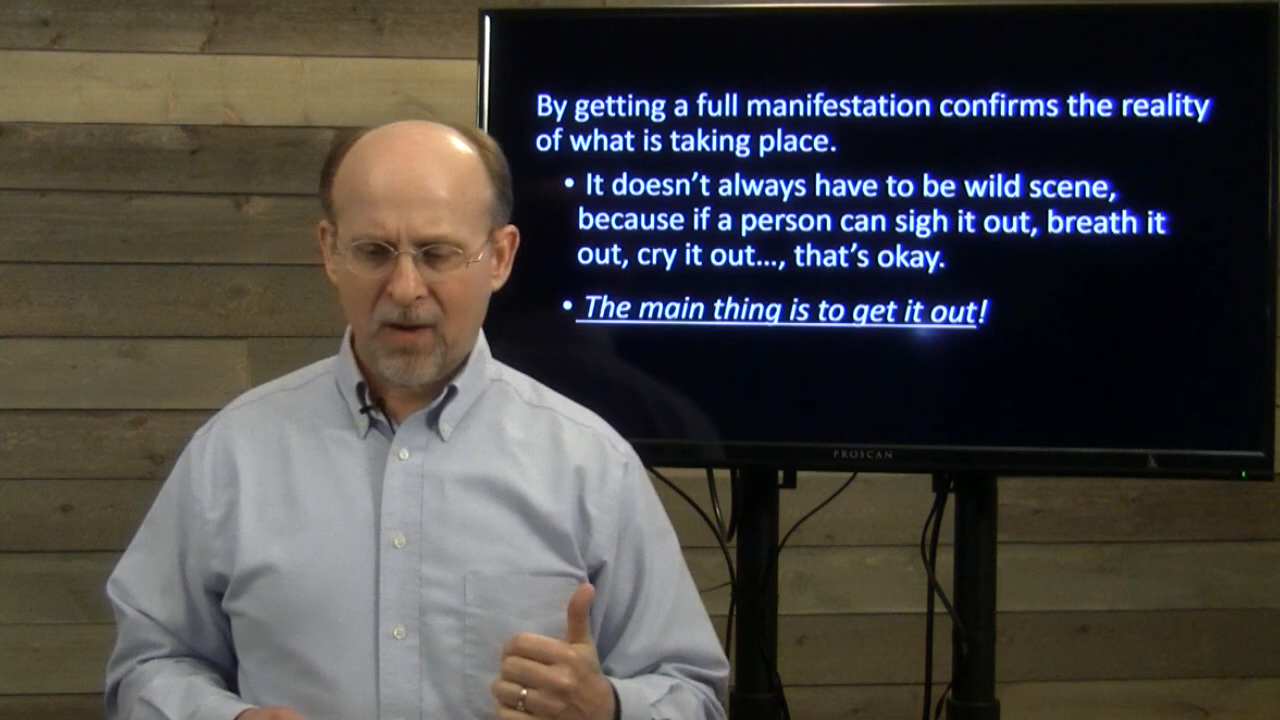 By getting a full manifestation confirms the reality
of what is taking place.
• It doesn't always have to be wild scene,
because if a person can sigh it out, breath it
out, cry it out..., that's okay.
• The main thing is to get it out!
PROSCAN